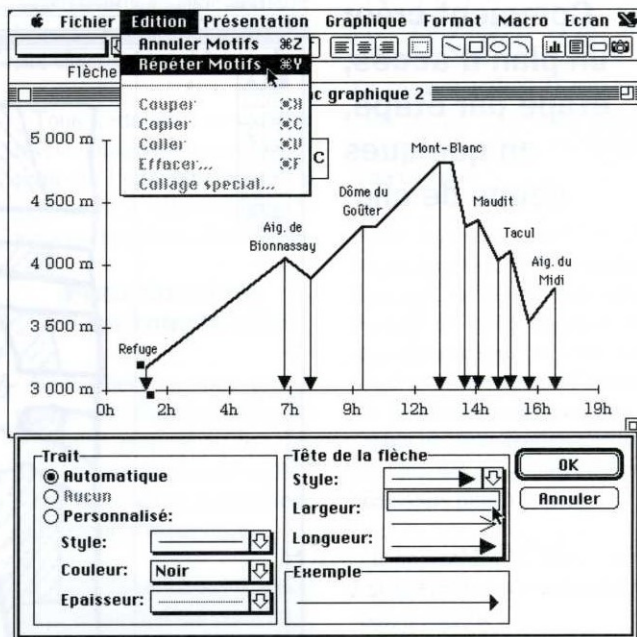 Fichier Edition Présentation Graphique Format Macro Ecran
Annuler Motifs ⌘Z
Répéter Motifs ⌘Y
Couper ⌘X
Copier ⌘C
Coller ⌘V
Effacer... ⌘F
Collage special...
Flèche
nc graphique 2
C
5 000 m
4 500 m
4 000 m
3 500 m
3 000 m
Mont-Blanc
Dôme du
Goûter
Maudit
Aig. de
Bionnassay
Tacul
Aig. du
Midi
Refuge
0h 2h 4h 7h 9h 12h 14h 16h 19h
Trait
Automatique
Aucun
Personnalisé:
Style:
Couleur: Noir
Epaisseur:
Tête de la flèche
Style:
Largeur:
Longueur:
Exemple
OK
Annuler